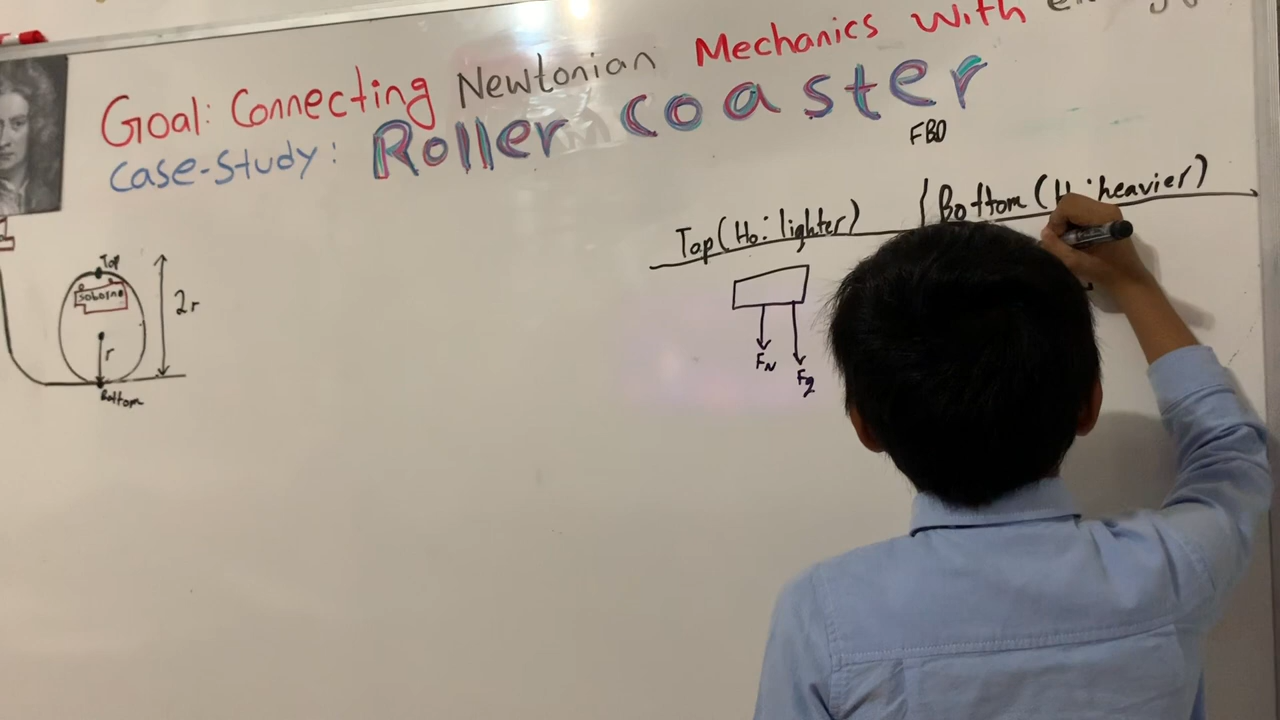 Goal: Connecting Newtonian Mechanics with
Case-Study: Roller coaster
FBD
Top (Ho: lighter)
Bottom (H : heavier)
Top
2r
r
Bottom
FN
Fg